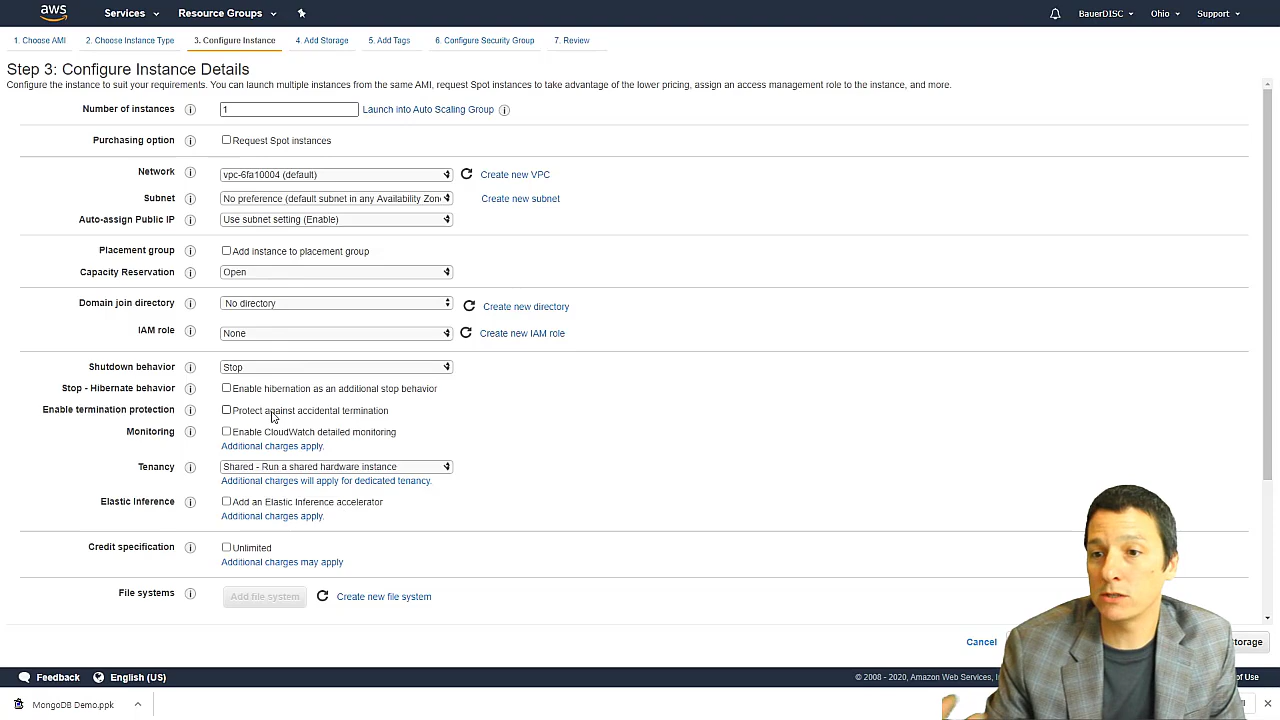 aws Services Resource Groups BauerDISC Ohio Support
1. Choose AMI 2. Choose Instance Type 3. Configure Instance 4. Add Storage 5. Add Tags 6. Configure Security Group 7. Review
Step 3: Configure Instance Details
Configure the instance to suit your requirements. You can launch multiple instances from the same AMI, request Spot instances to take advantage of the lower pricing, assign an access management role to the instance, and more.
Number of instances i 1 Launch into Auto Scaling Group i
Purchasing option i Request Spot instances
Network i vpc-6fa10004 (default) Create new VPC
Subnet i No preference (default subnet in any Availability Zon Create new subnet
Auto-assign Public IP i Use subnet setting (Enable)
Placement group i Add instance to placement group
Capacity Reservation i Open
Domain join directory i No directory Create new directory
IAM role i None Create new IAM role
Shutdown behavior i Stop
Stop - Hibernate behavior i Enable hibernation as an additional stop behavior
Enable termination protection i Protect against accidental termination
Monitoring i Enable CloudWatch detailed monitoring
Additional charges apply.
Tenancy i Shared - Run a shared hardware instance
Additional charges will apply for dedicated tenancy.
Elastic Inference i Add an Elastic Inference accelerator
Additional charges apply.
Credit specification i Unlimited
Additional charges may apply
File systems i Add file system Create new file system
Cancel torage
Feedback English (US) © 2008 - 2020, Amazon Web Services, of Use
MongoDB Demo.ppk